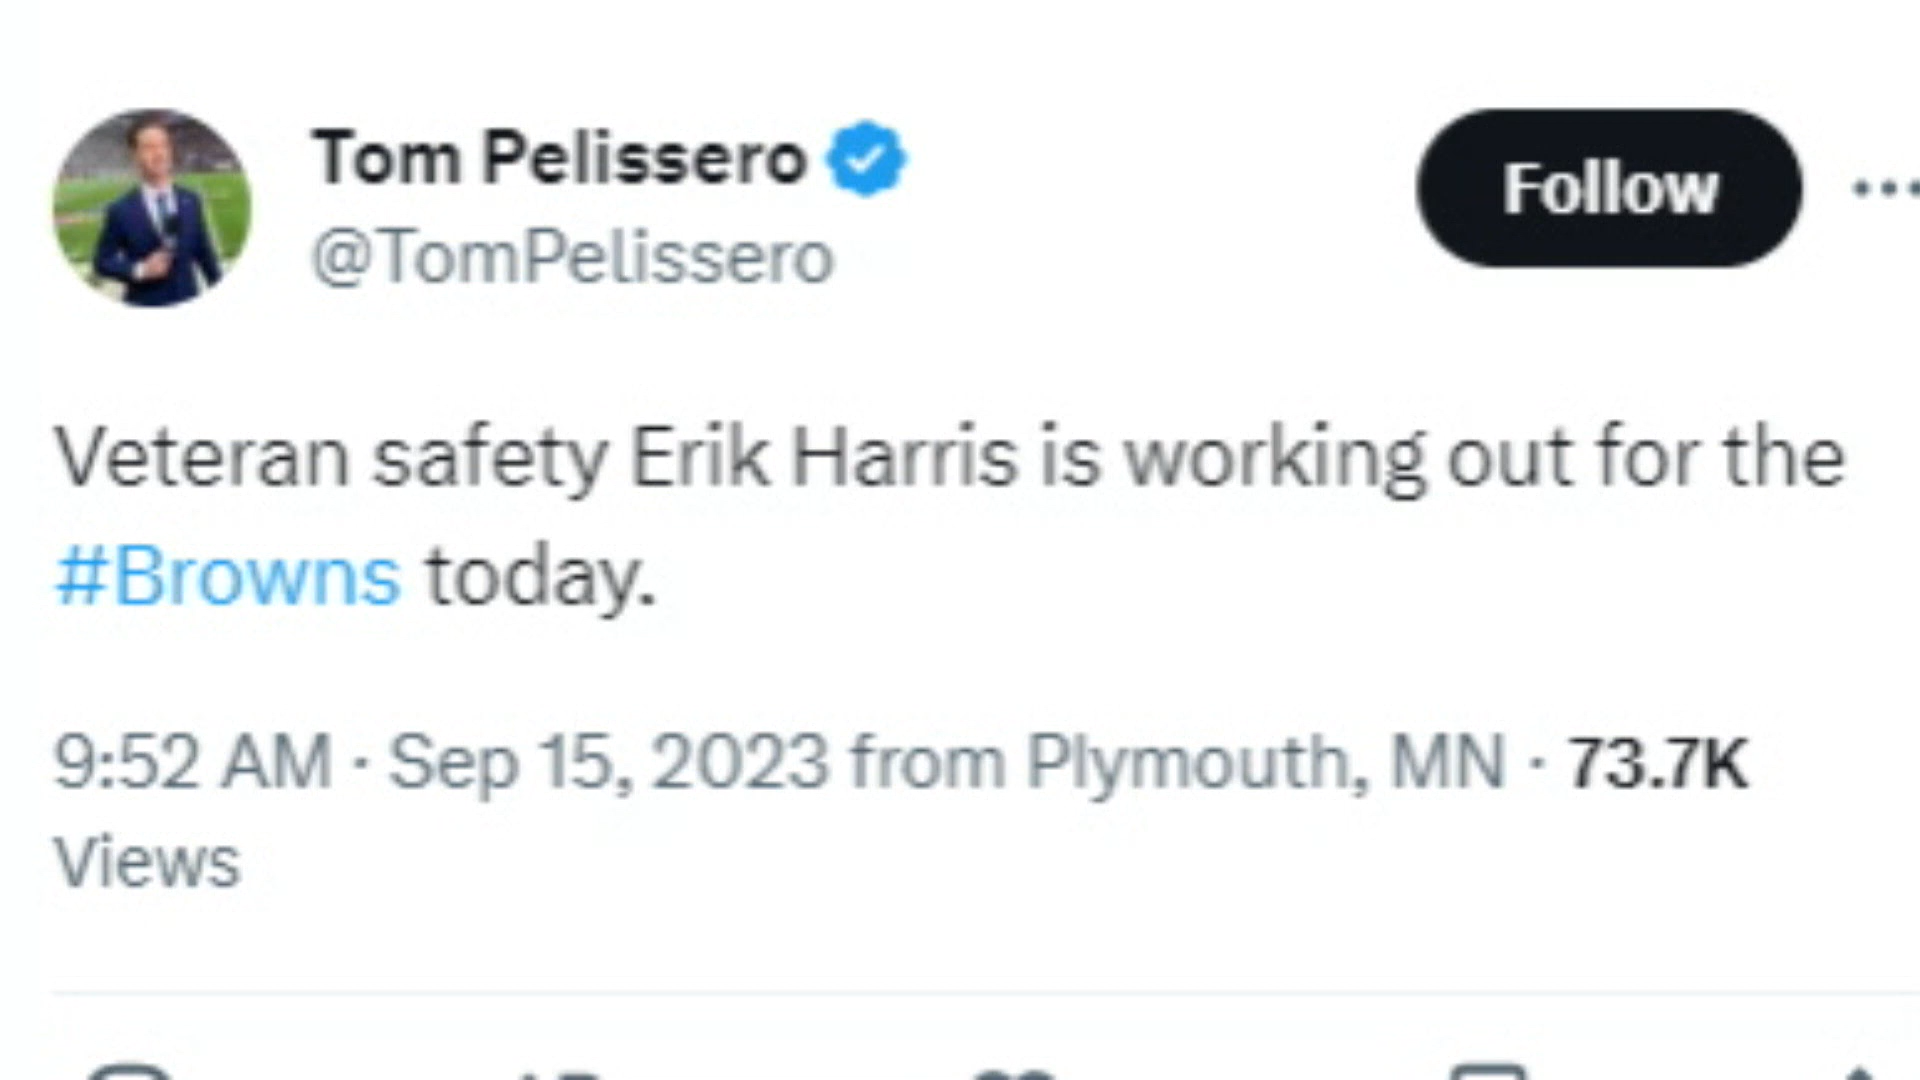 Tom Pelissero
Follow
@TomPelissero
Veteran safety Erik Harris is working out for the
#Browns today.
9:52 AM · Sep 15, 2023 from Plymouth, MN · 73.7K
Views